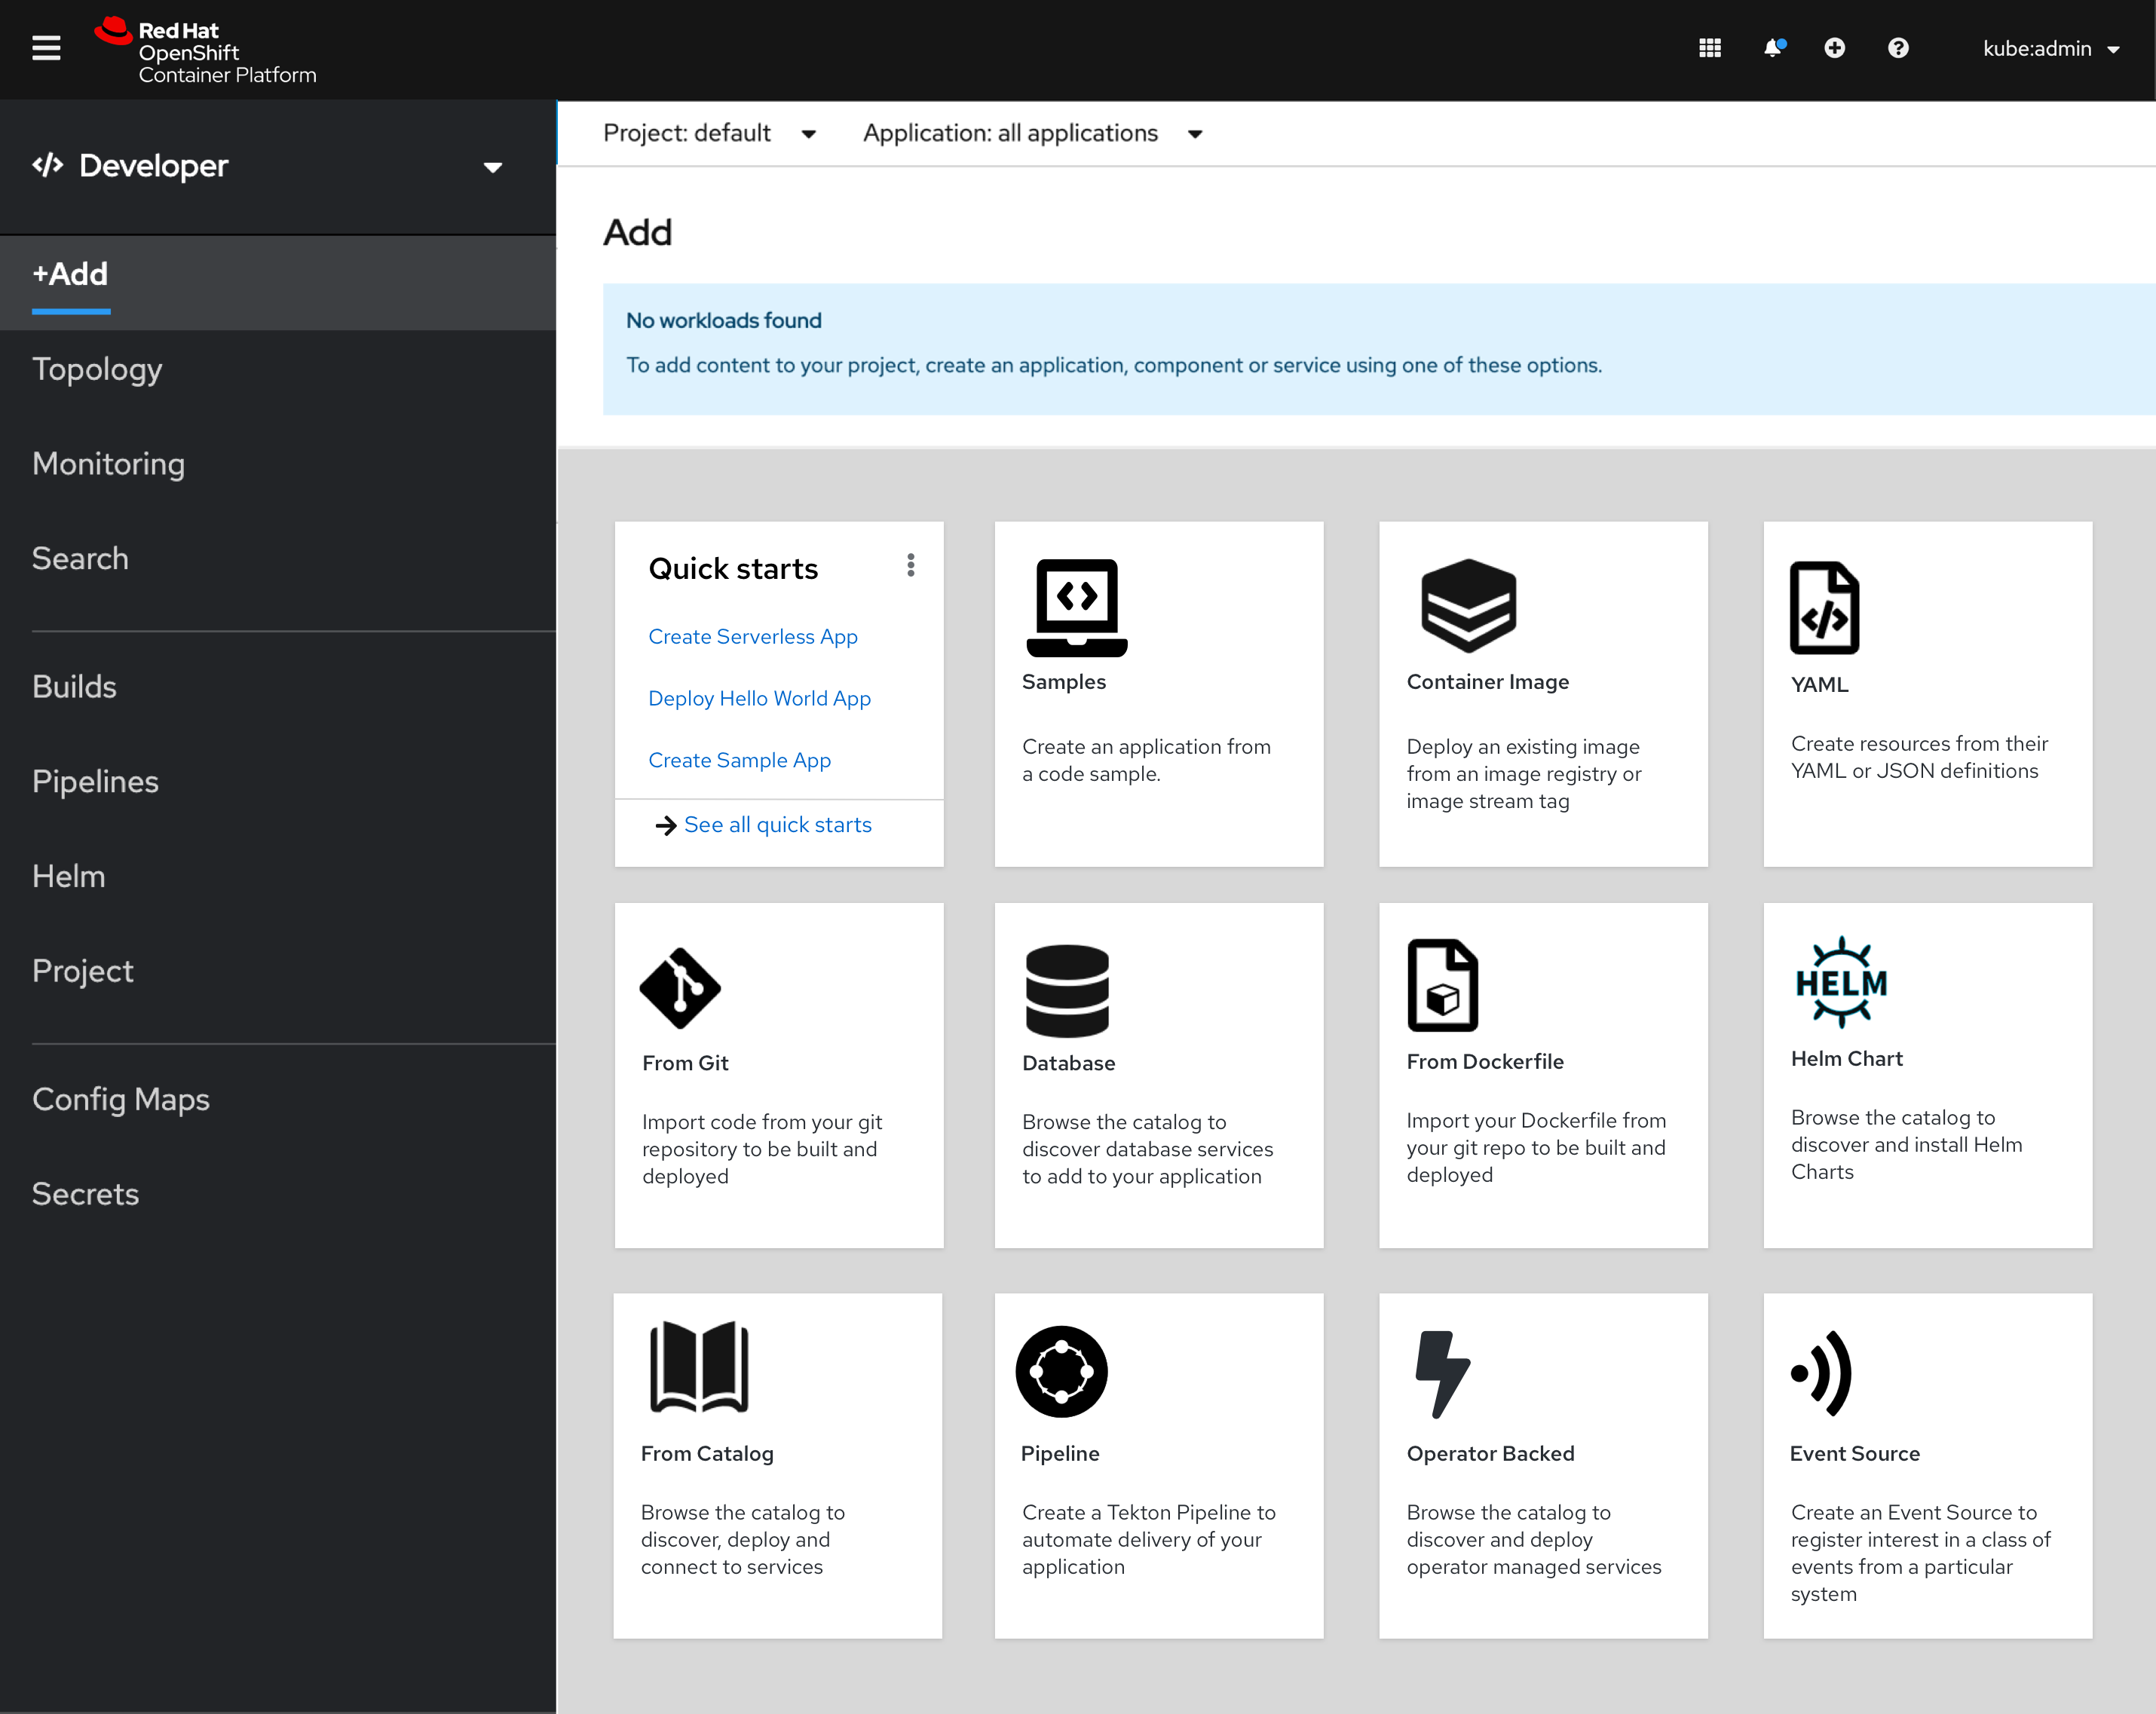 Red Hat
OpenShift
Container Platform
kube:admin
Developer
+Add
Topology
Monitoring
Search
Builds
Pipelines
Helm
Project
Config Maps
Secrets
Project: default
Application: all applications
Add
No workloads found
To add content to your project, create an application, component or service using one of these options.
Quick starts
Create Serverless App
Deploy Hello World App
Create Sample App
See all quick starts
Samples
Create an application from
a code sample.
Container Image
Deploy an existing image
from an image registry or
image stream tag
YAML
Create resources from their
YAML or JSON definitions
From Git
Import code from your git
repository to be built and
deployed
Database
Browse the catalog to
discover database services
to add to your application
From Dockerfile
Import your Dockerfile from
your git repo to be built and
deployed
HELM
Helm Chart
Browse the catalog to
discover and install Helm
Charts
From Catalog
Browse the catalog to
discover, deploy and
connect to services
Pipeline
Create a Tekton Pipeline to
automate delivery of your
application
Operator Backed
Browse the catalog to
discover and deploy
operator managed services
Event Source
Create an Event Source to
register interest in a class of
events from a particular
system